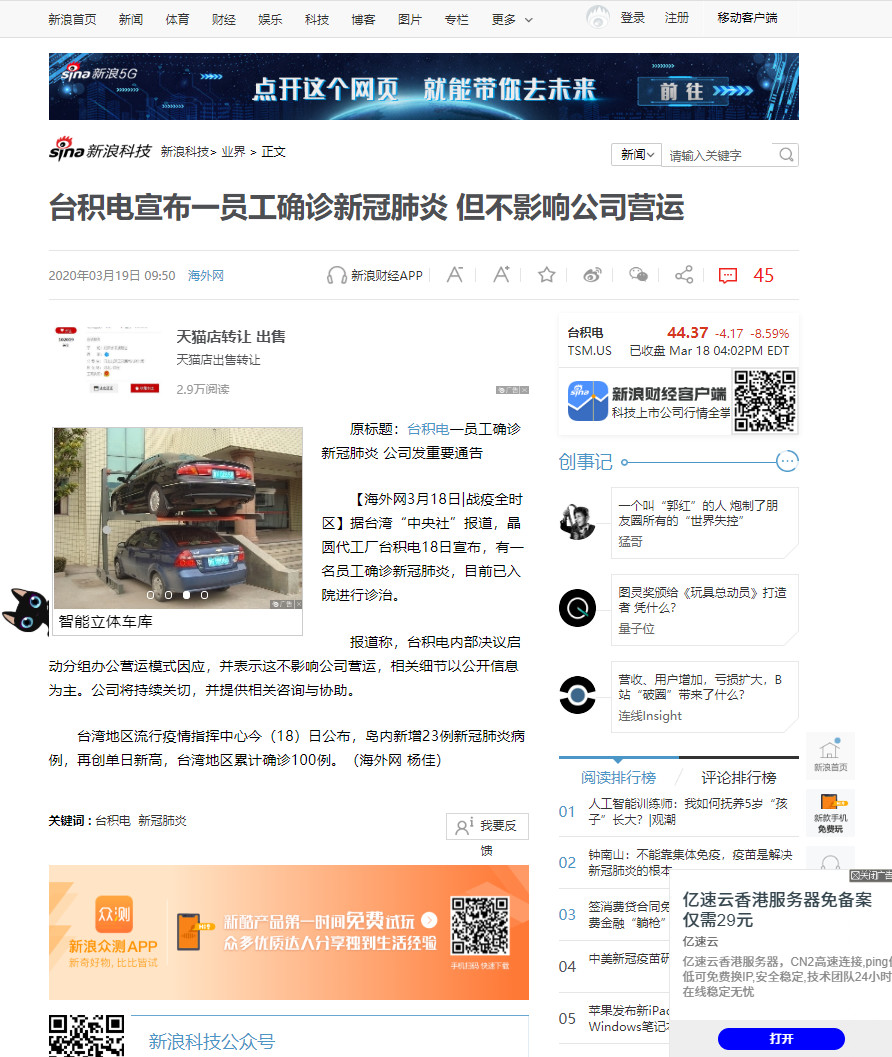 新浪首页 新闻 体育 财经 娱乐 科技 博客 图片 专栏 更多 登录 注册 移动客户端
sina新浪5G 点开这个网页 就能带你去未来 前往
sina新浪科技 新浪科技> 业界 > 正文 新闻 请输入关键字
台积电宣布一员工确诊新冠肺炎 但不影响公司营运
2020年03月19日 09:50 海外网 新浪财经APP A- A+ 45
天猫店转让 出售
天猫店出售转让
2.9万阅读
广告
原标题：台积电一员工确诊
新冠肺炎 公司发重要通告
【海外网3月18日|战疫全时
区】据台湾“中央社”报道，晶
圆代工厂台积电18日宣布，有一
名员工确诊新冠肺炎，目前已入
院进行诊治。
广告
智能立体车库
报道称，台积电内部决议启
动分组办公营运模式因应，并表示这不影响公司营运，相关细节以公开信息
为主。公司将持续关切，并提供相关咨询与协助。
台湾地区流行疫情指挥中心今（18）日公布，岛内新增23例新冠肺炎病
例，再创单日新高，台湾地区累计确诊100例。（海外网 杨佳）
关键词 : 台积电 新冠肺炎
我要反
馈
众测
新浪众测APP
新奇好物，比比皆试
新酷产品第一时间免费试玩
众多优质达人分享独到生活经验
手机扫码 快速下载
新浪科技公众号
台积电 44.37 -4.17 -8.59%
TSM.US 已收盘 Mar 18 04:02PM EDT
sina
新浪财经客户端
科技上市公司行情全掌
创事记
一个叫“郭红”的人 炮制了朋
友圈所有的“世界失控”
猛哥
图灵奖颁给《玩具总动员》打造
者 凭什么?
量子位
营收、用户增加，亏损扩大，B
站“破圈”带来了什么?
连线Insight
阅读排行榜 评论排行榜
01 人工智能训练师：我如何抚养5岁“孩
子”长大? |观潮
02 钟南山：不能靠集体免疫，疫苗是解决
新冠肺炎的根本
03 签消费贷合同免
费金融“躺枪”
04 中美新冠疫苗研
05 苹果发布新iPad
Windows笔记本
新浪首页
新款手机
免费玩
关闭广告
亿速云香港服务器免备案
仅需29元
亿速云
亿速云香港服务器，CN2高速连接,ping值
低可免费换IP,安全稳定,技术团队24小时
在线稳定无忧
打开